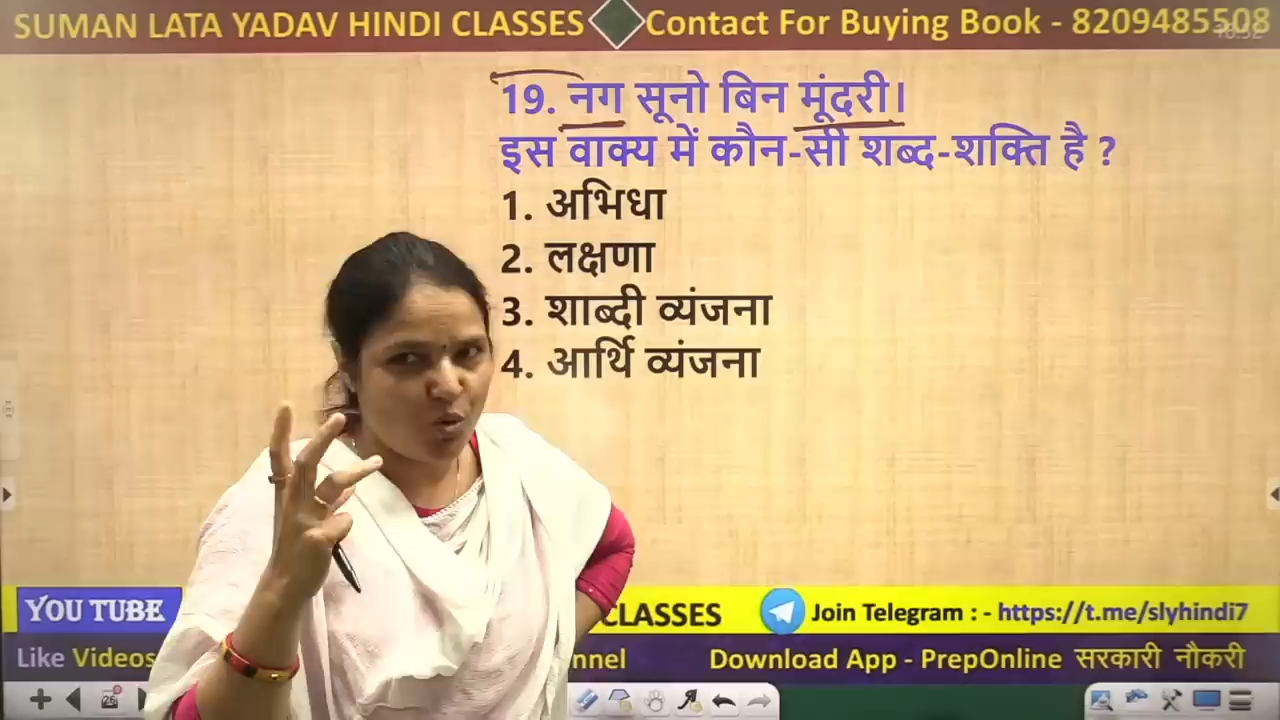 SUMAN LATA YADAV HINDI CLASSES Contact For Buying Book - 8209485508
19. नग सूनो बिन मूंदरी।
इस वाक्य में कौन-सी शब्द-शक्ति है ?
1. अभिधा
2. लक्षणा
3. शाब्दी व्यंजना
4. आर्थि व्यंजना
YOU TUBE CLASSES Join Telegram : - https://t.me/slyhindi7
Like Videos Download App - PrepOnline सरकारी नौकरी